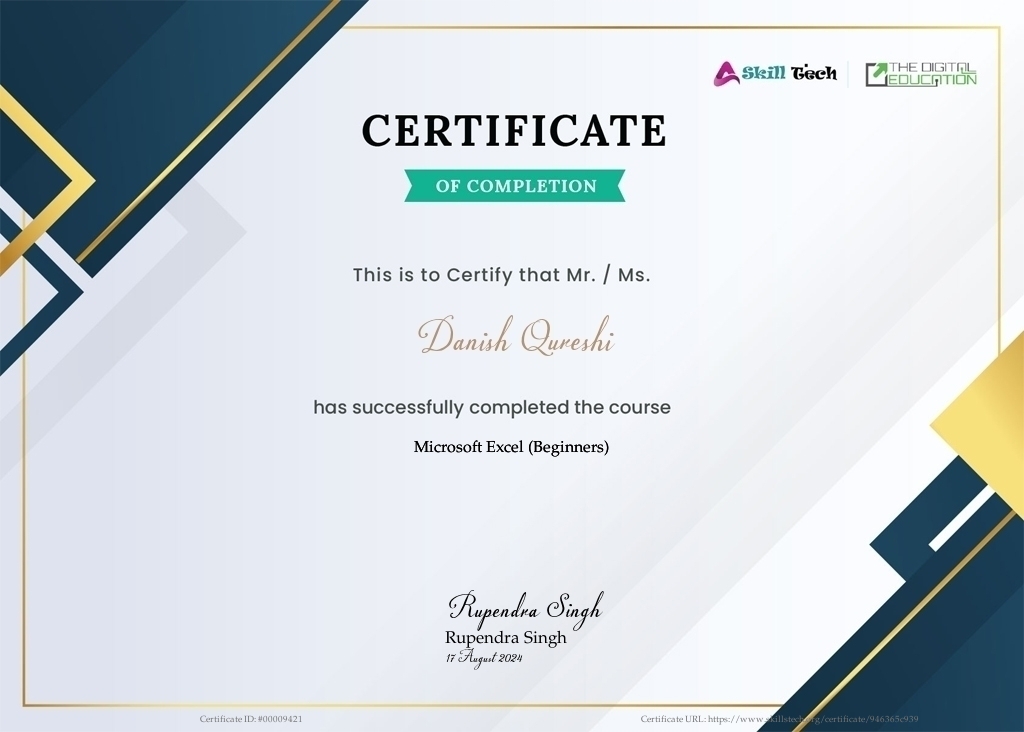 Skill Tech
THE DIGITAL
EDUCATION
CERTIFICATE
OF COMPLETION
This is to Certify that Mr. / Ms.
Danish Qureshi
has successfully completed the course
Microsoft Excel (Beginners)
Rupendra Singh
Rupendra Singh
17 August 2024
Certificate ID: #00009421
Certificate URL: https://www.skillstech.org/certificate/946365c939